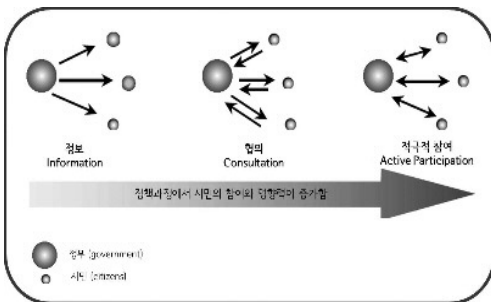 정보
Information
협의
Consultation
적극적 참여
Active Participation
정책과정에서 시민의 참여와 영향력이 증가함
정부 (government)
시민 (citizens)